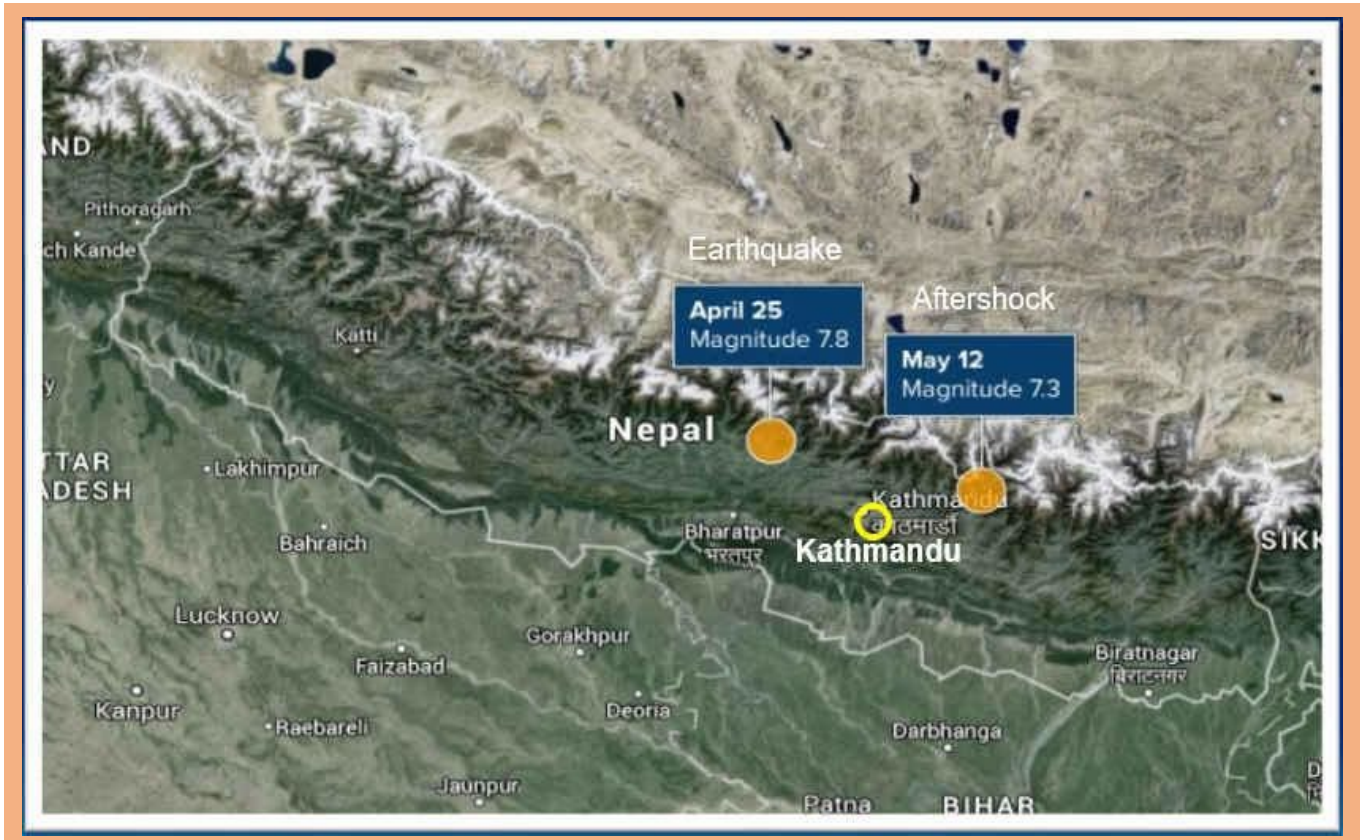 AND
Pithoragarh
ch Kande
Earthquake
April 25
Magnitude 7.8
Aftershock
May 12
Magnitude 7.3
Katti
Nepal
y
TTAR
ADESH
Lakhimpur
Bahraich
Bharatpur
भरतपुर
Kathmandu
काठमाडौं
Kathmandu
SIKK
Lucknow
Gorakhpur
Faizabad
Biratnagar
बिराटनगर
Kanpur
Raebareli
Deoria
Darbhanga
Jaunpur
Patna
BIHAR